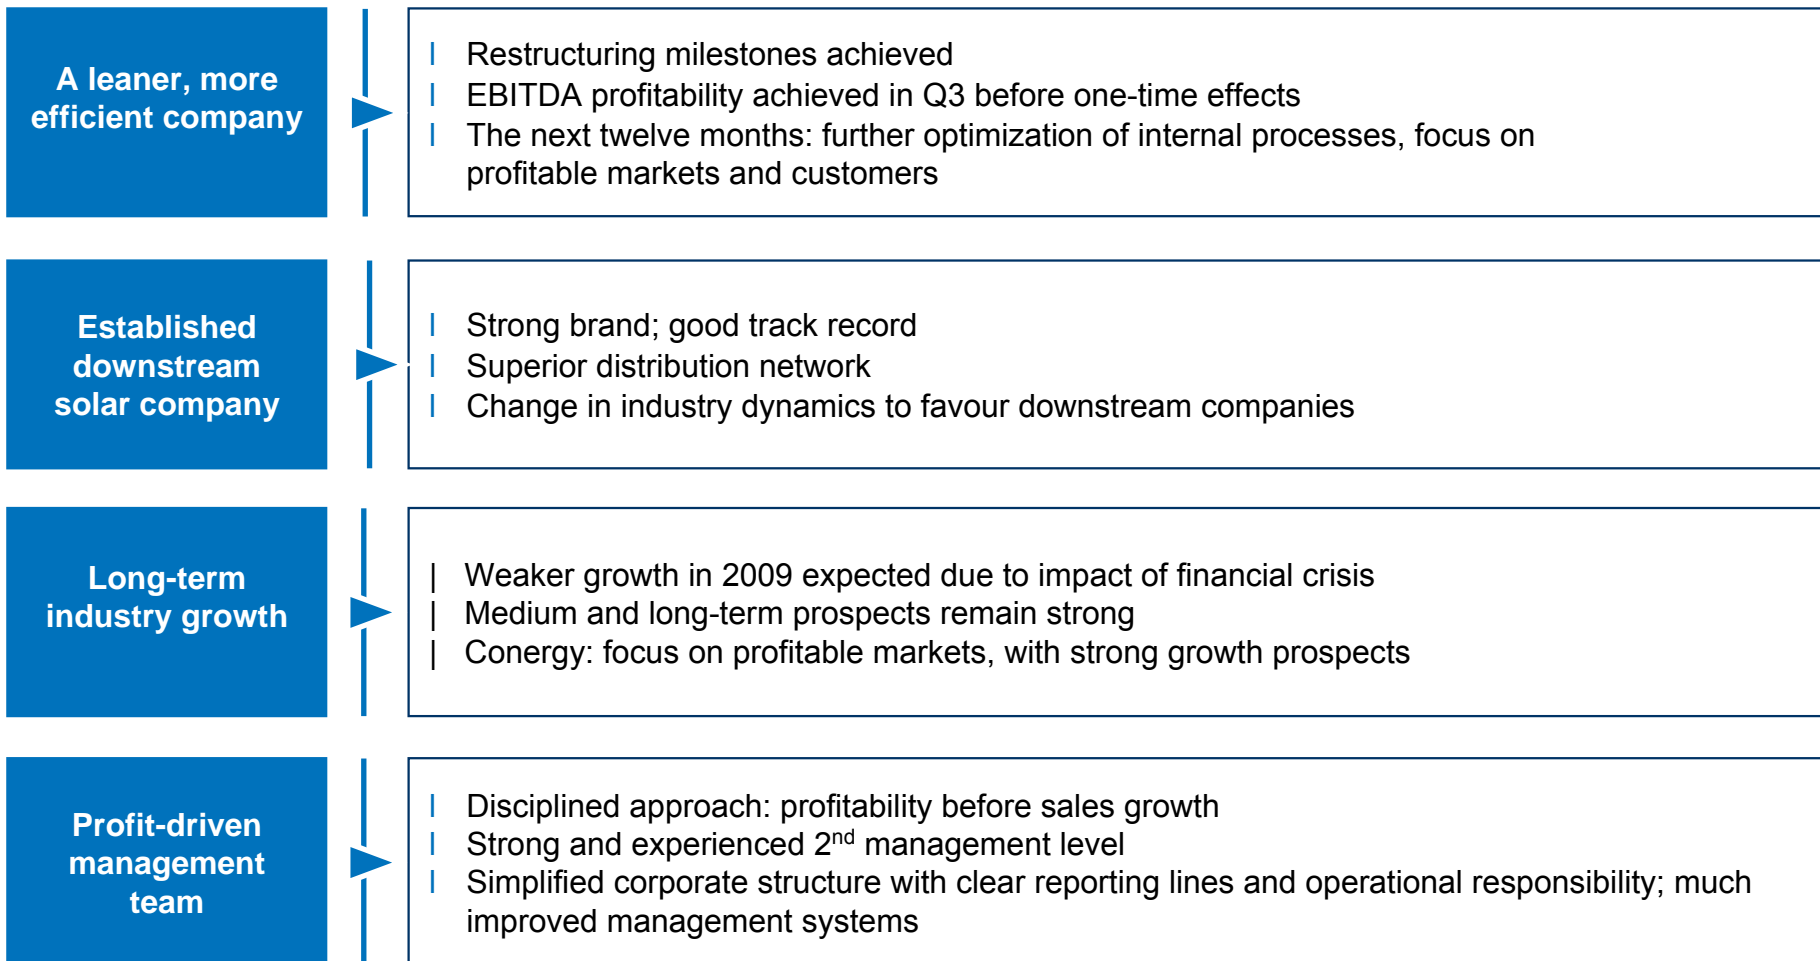 A leaner, more
efficient company
l Restructuring milestones achieved
l EBITDA profitability achieved in Q3 before one-time effects
l The next twelve months: further optimization of internal processes, focus on
profitable markets and customers
Established
downstream
solar company
l Strong brand; good track record
l Superior distribution network
l Change in industry dynamics to favour downstream companies
Long-term
industry growth
| Weaker growth in 2009 expected due to impact of financial crisis
| Medium and long-term prospects remain strong
| Conergy: focus on profitable markets, with strong growth prospects
Profit-driven
management
team
l Disciplined approach: profitability before sales growth
l Strong and experienced 2nd management level
l Simplified corporate structure with clear reporting lines and operational responsibility; much
improved management systems